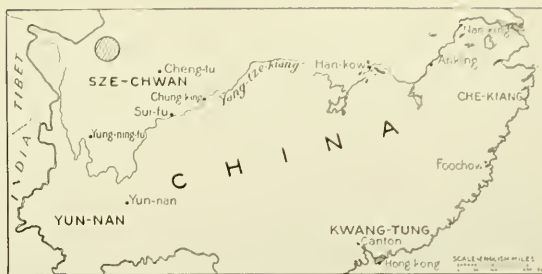 Nanking
Han-kow
Anking
Cheng-tu
TIBET
SZE-CHWAN
Yang-tze-kiang
Chung king
CHE-KIANG
Sui-fu
INDIA
Yung-ning-fu
CHINA
Foochow
Yun-nan
YUN-NAN
KWANG-TUNG
Canton
Hong Kong
SCALE of ENGLISH MILES